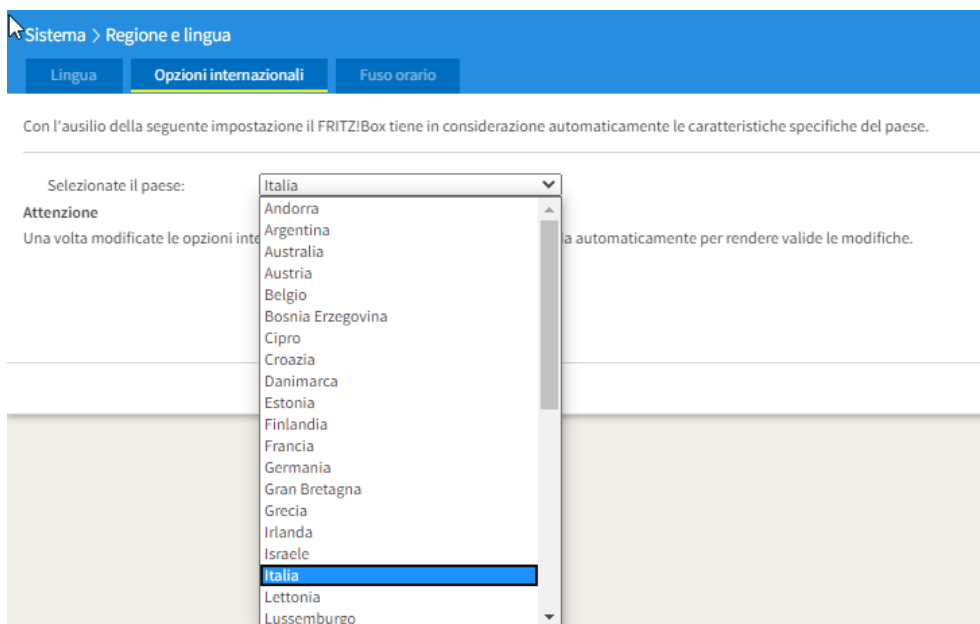 Sistema > Regione e lingua
Lingua Opzioni internazionali Fuso orario
Con l'ausilio della seguente impostazione il FRITZ!Box tiene in considerazione automaticamente le caratteristiche specifiche del paese.
Selezionate il paese: Italia
Attenzione
Una volta modificate le opzioni automaticamente per rendere valide le modifiche.
Andorra
Argentina
Australia
Austria
Belgio
Bosnia Erzegovina
Cipro
Croazia
Danimarca
Estonia
Finlandia
Francia
Germania
Gran Bretagna
Grecia
Irlanda
Israele
Italia
Lettonia
Lussemburgo